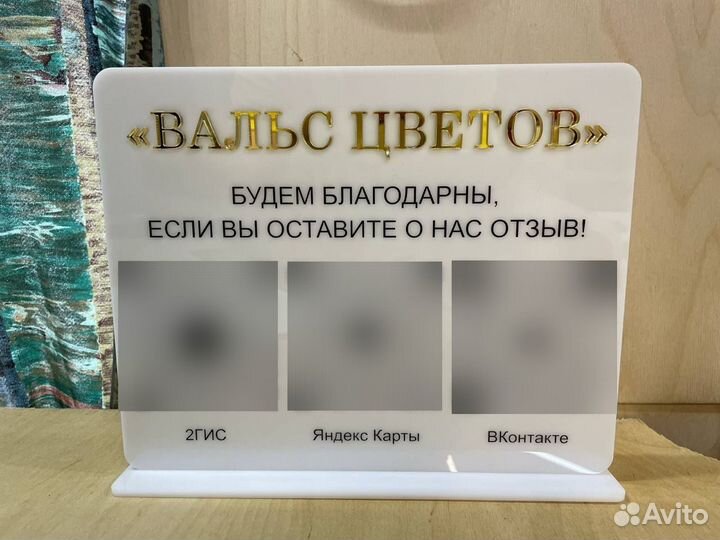 «ВАЛЬС ЦВЕТОВ»
БУДЕМ БЛАГОДАРНЫ,
ЕСЛИ ВЫ ОСТАВИТЕ О НАС ОТЗЫВ!
2ГИС
Яндекс Карты
ВКонтакте
Avito